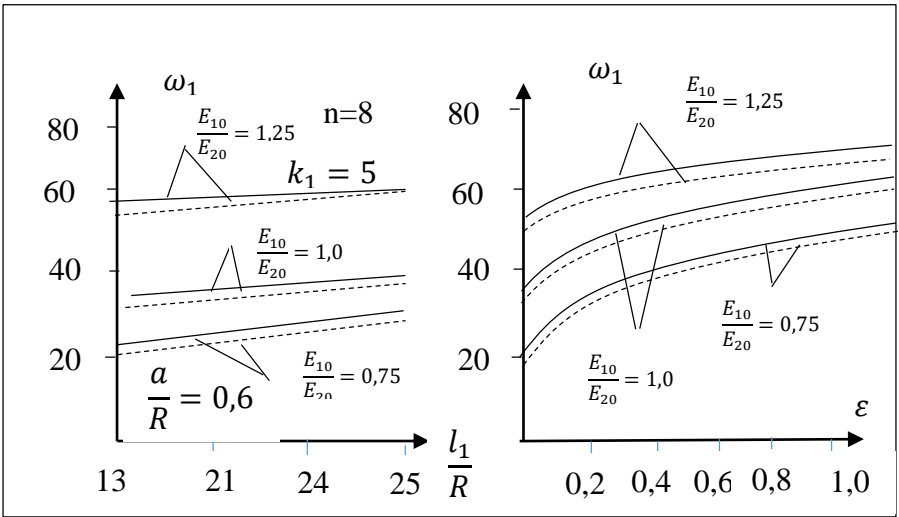 ω₁
80
E₁₀/E₂₀ = 1,25
n=8
60
k₁ = 5
40
E₁₀/E₂₀ = 1,0
20
E₁₀/E₂₀ = 0,75
a/R = 0,6
13 21 24 25
l₁/R
ω₁
80
E₁₀/E₂₀ = 1,25
60
40
E₁₀/E₂₀ = 0,75
20
E₁₀/E₂₀ = 1,0
ε
0,2 0,4 0,6 0,8 1,0